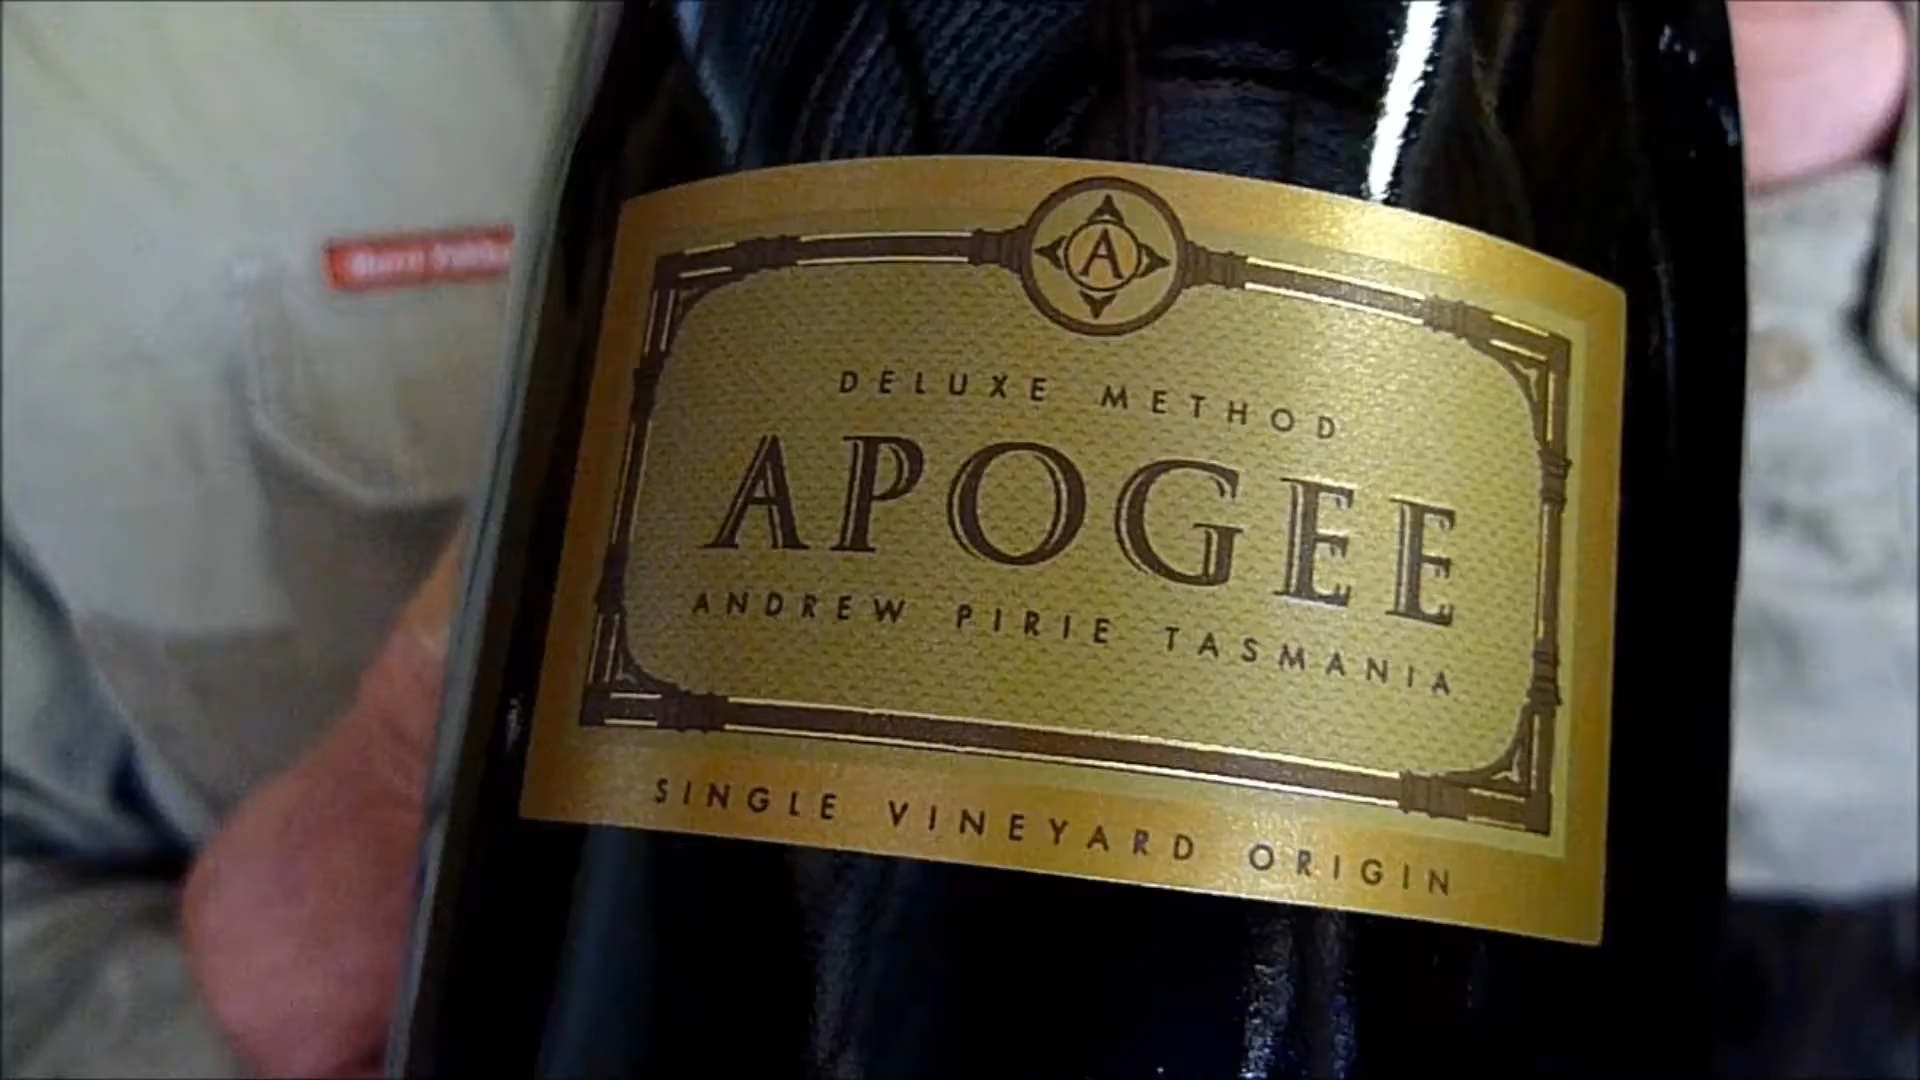 A
DELUXE METHOD
APOGEE
ANDREW PIRIE TASMANIA
SINGLE VINEYARD ORIGIN